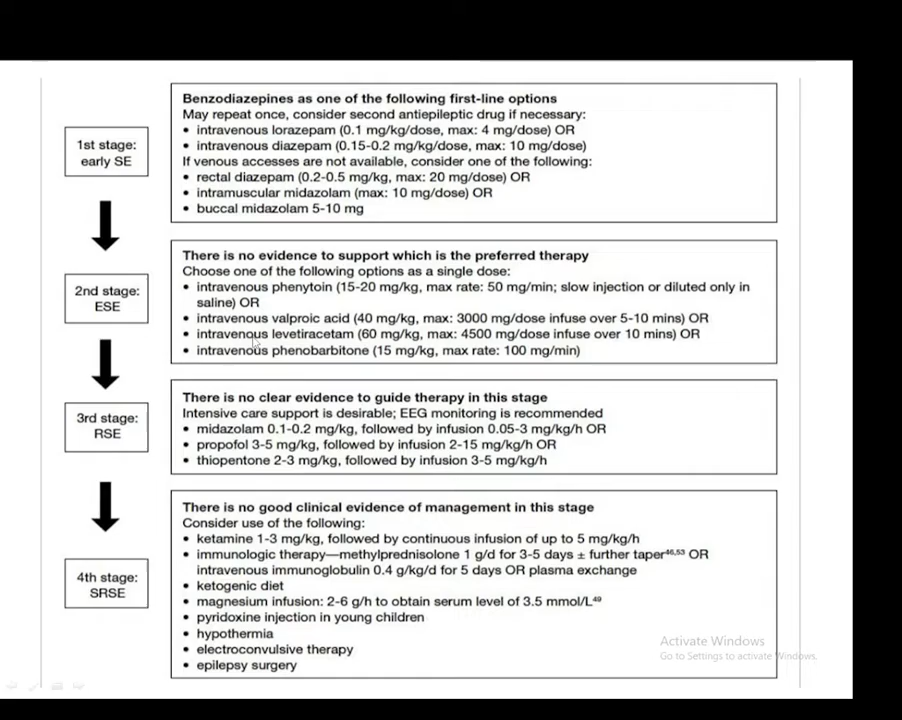 Benzodiazepines as one of the following first-line options
May repeat once, consider second antiepileptic drug if necessary:
• intravenous lorazepam (0.1 mg/kg/dose, max: 4 mg/dose) OR
• intravenous diazepam (0.15-0.2 mg/kg/dose, max: 10 mg/dose)
If venous accesses are not available, consider one of the following:
• rectal diazepam (0.2-0.5 mg/kg, max: 20 mg/dose) OR
• intramuscular midazolam (max: 10 mg/dose) OR
• buccal midazolam 5-10 mg
1st stage:
early SE
There is no evidence to support which is the preferred therapy
Choose one of the following options as a single dose:
• intravenous phenytoin (15-20 mg/kg, max rate: 50 mg/min; slow injection or diluted only in
saline) OR
• intravenous valproic acid (40 mg/kg, max: 3000 mg/dose infuse over 5-10 mins) OR
• intravenous levetiracetam (60 mg/kg, max: 4500 mg/dose infuse over 10 mins) OR
• intravenous phenobarbitone (15 mg/kg, max rate: 100 mg/min)
2nd stage:
ESE
There is no clear evidence to guide therapy in this stage
Intensive care support is desirable; EEG monitoring is recommended
• midazolam 0.1-0.2 mg/kg, followed by infusion 0.05-3 mg/kg/h OR
• propofol 3-5 mg/kg, followed by infusion 2-15 mg/kg/h OR
• thiopentone 2-3 mg/kg, followed by infusion 3-5 mg/kg/h
3rd stage:
RSE
There is no good clinical evidence of management in this stage
Consider use of the following:
• ketamine 1-3 mg/kg, followed by continuous infusion of up to 5 mg/kg/h
• immunologic therapy—methylprednisolone 1 g/d for 3-5 days ± further taper⁴⁶,⁵³ OR
intravenous immunoglobulin 0.4 g/kg/d for 5 days OR plasma exchange
• ketogenic diet
• magnesium infusion: 2-6 g/h to obtain serum level of 3.5 mmol/L⁴⁹
• pyridoxine injection in young children
• hypothermia
• electroconvulsive therapy
• epilepsy surgery
4th stage:
SRSE
Activate Windows
Go to Settings to activate Windows.